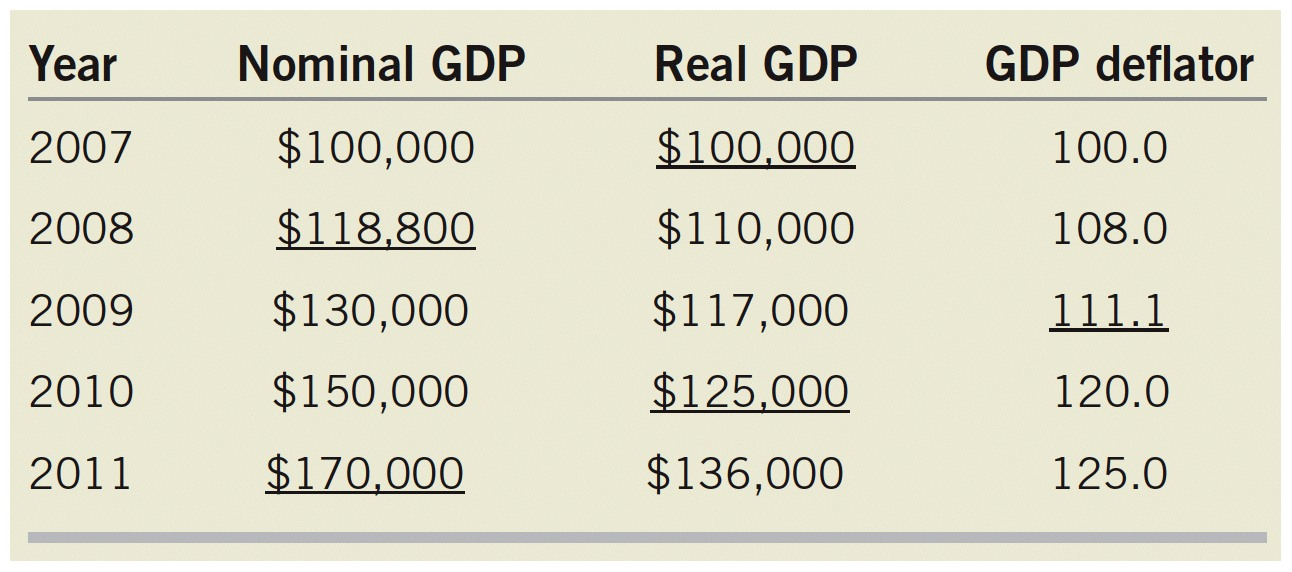 Year Nominal GDP Real GDP GDP deflator
2007 $100,000 $100,000 100.0
2008 $118,800 $110,000 108.0
2009 $130,000 $117,000 111.1
2010 $150,000 $125,000 120.0
2011 $170,000 $136,000 125.0